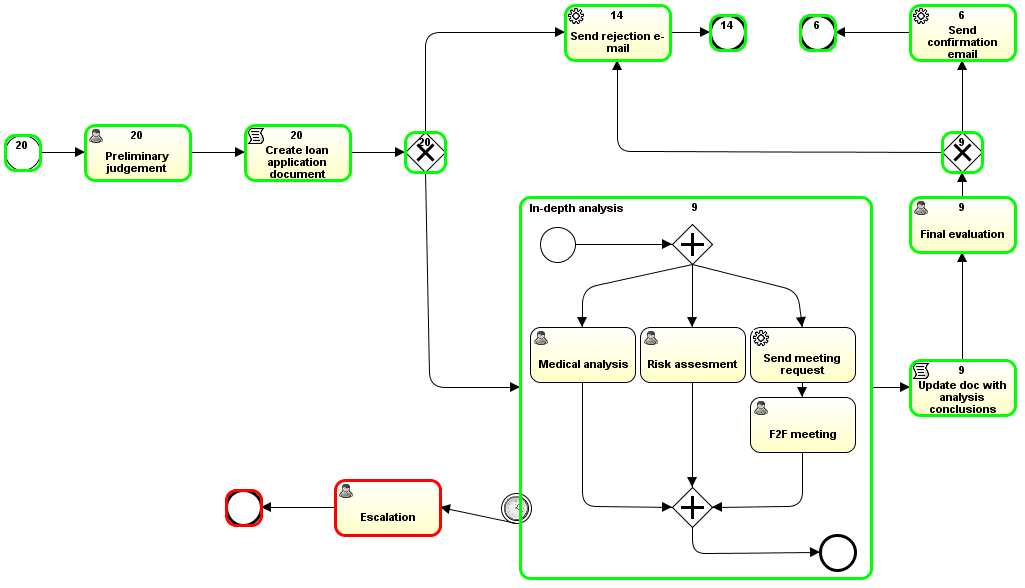 14
Send rejection e-
mail
14
6
6
Send
confirmation
email
20
20
Preliminary
judgement
20
Create loan
application
document
20
9
In-depth analysis
9
9
Final evaluation
Medical analysis
Risk assesment
Send meeting
request
9
Update doc with
analysis
conclusions
F2F meeting
Escalation